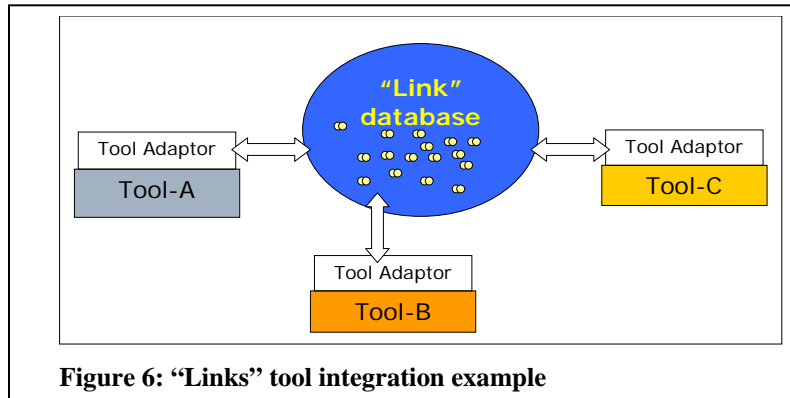 “Link”
database
Tool Adaptor
Tool-A
Tool Adaptor
Tool-C
Tool Adaptor
Tool-B
Figure 6: “Links” tool integration example